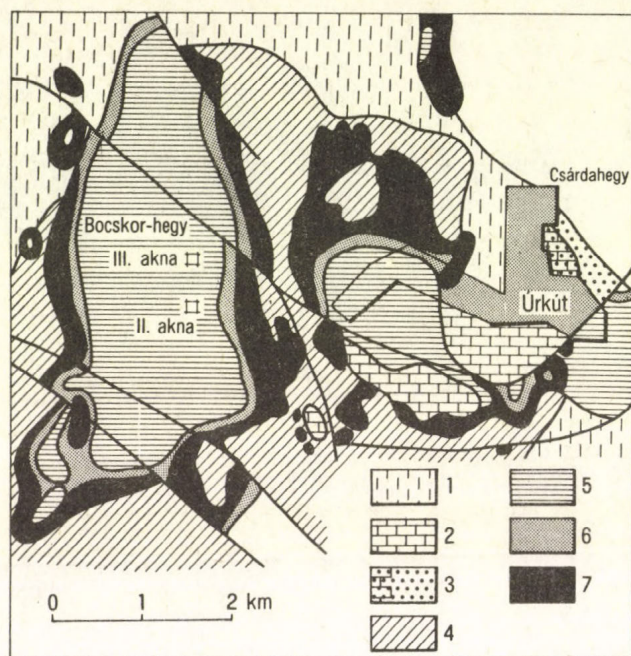 Csárdahegy
Bocskor-hegy
III. akna
Úrkút
II. akna
1 5
2 6
3 7
4
0 1 2 km